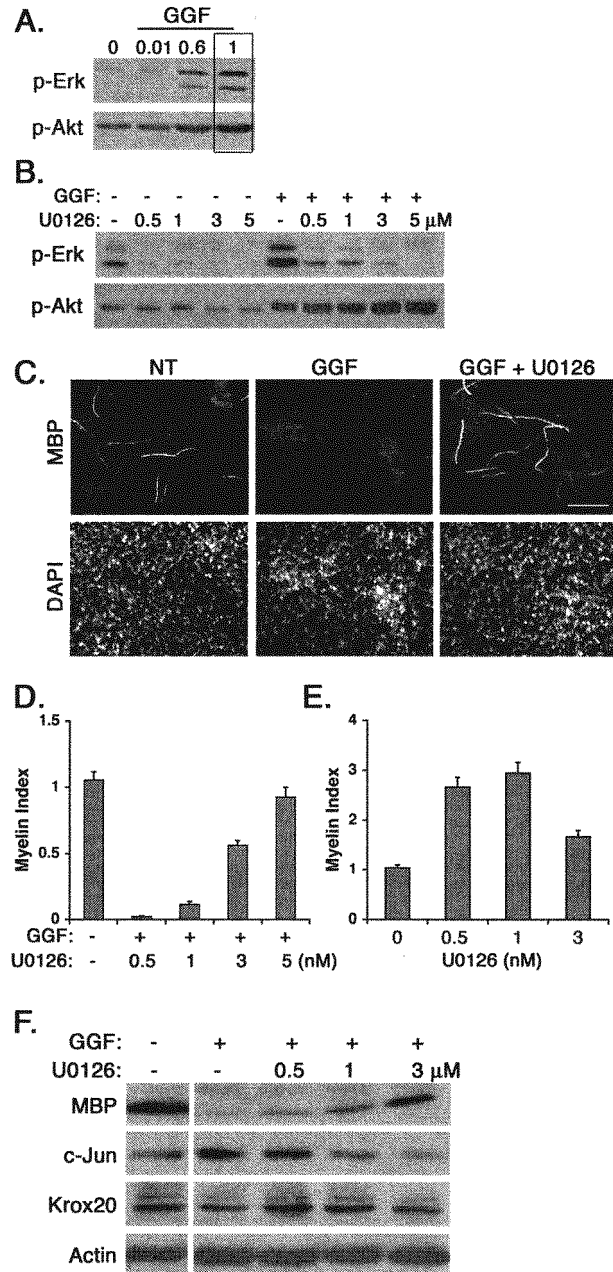 A.
GGF
0 0.01 0.6 1
p-Erk
p-Akt
B.
GGF: - - - - - + + + + +
U0126: - 0.5 1 3 5 - 0.5 1 3 5 μM
p-Erk
p-Akt
C.
NT GGF GGF + U0126
MBP
DAPI
D.
1.5
1
0.5
0
Myelin Index
GGF: - + + + +
U0126: - 0.5 1 3 5 (nM)
E.
4
3
2
1
0
Myelin Index
0 0.5 1 3
U0126 (nM)
F.
GGF: - + + + +
U0126: - - 0.5 1 3 μM
MBP
c-Jun
Krox20
Actin